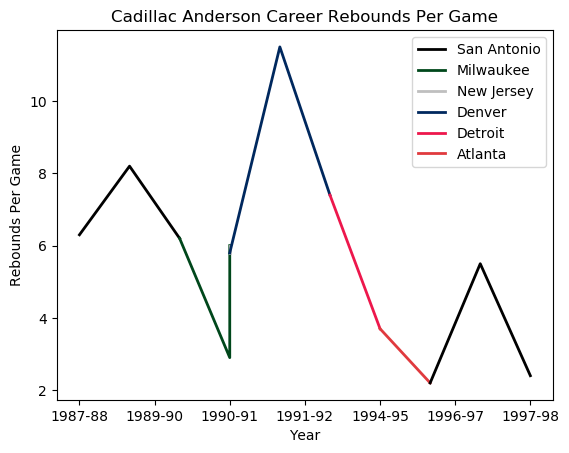 Cadillac Anderson Career Rebounds Per Game
San Antonio
Milwaukee
New Jersey
Denver
Detroit
Atlanta
Rebounds Per Game
10
8
6
4
2
1987-88 1989-90 1990-91 1991-92 1994-95 1996-97 1997-98
Year